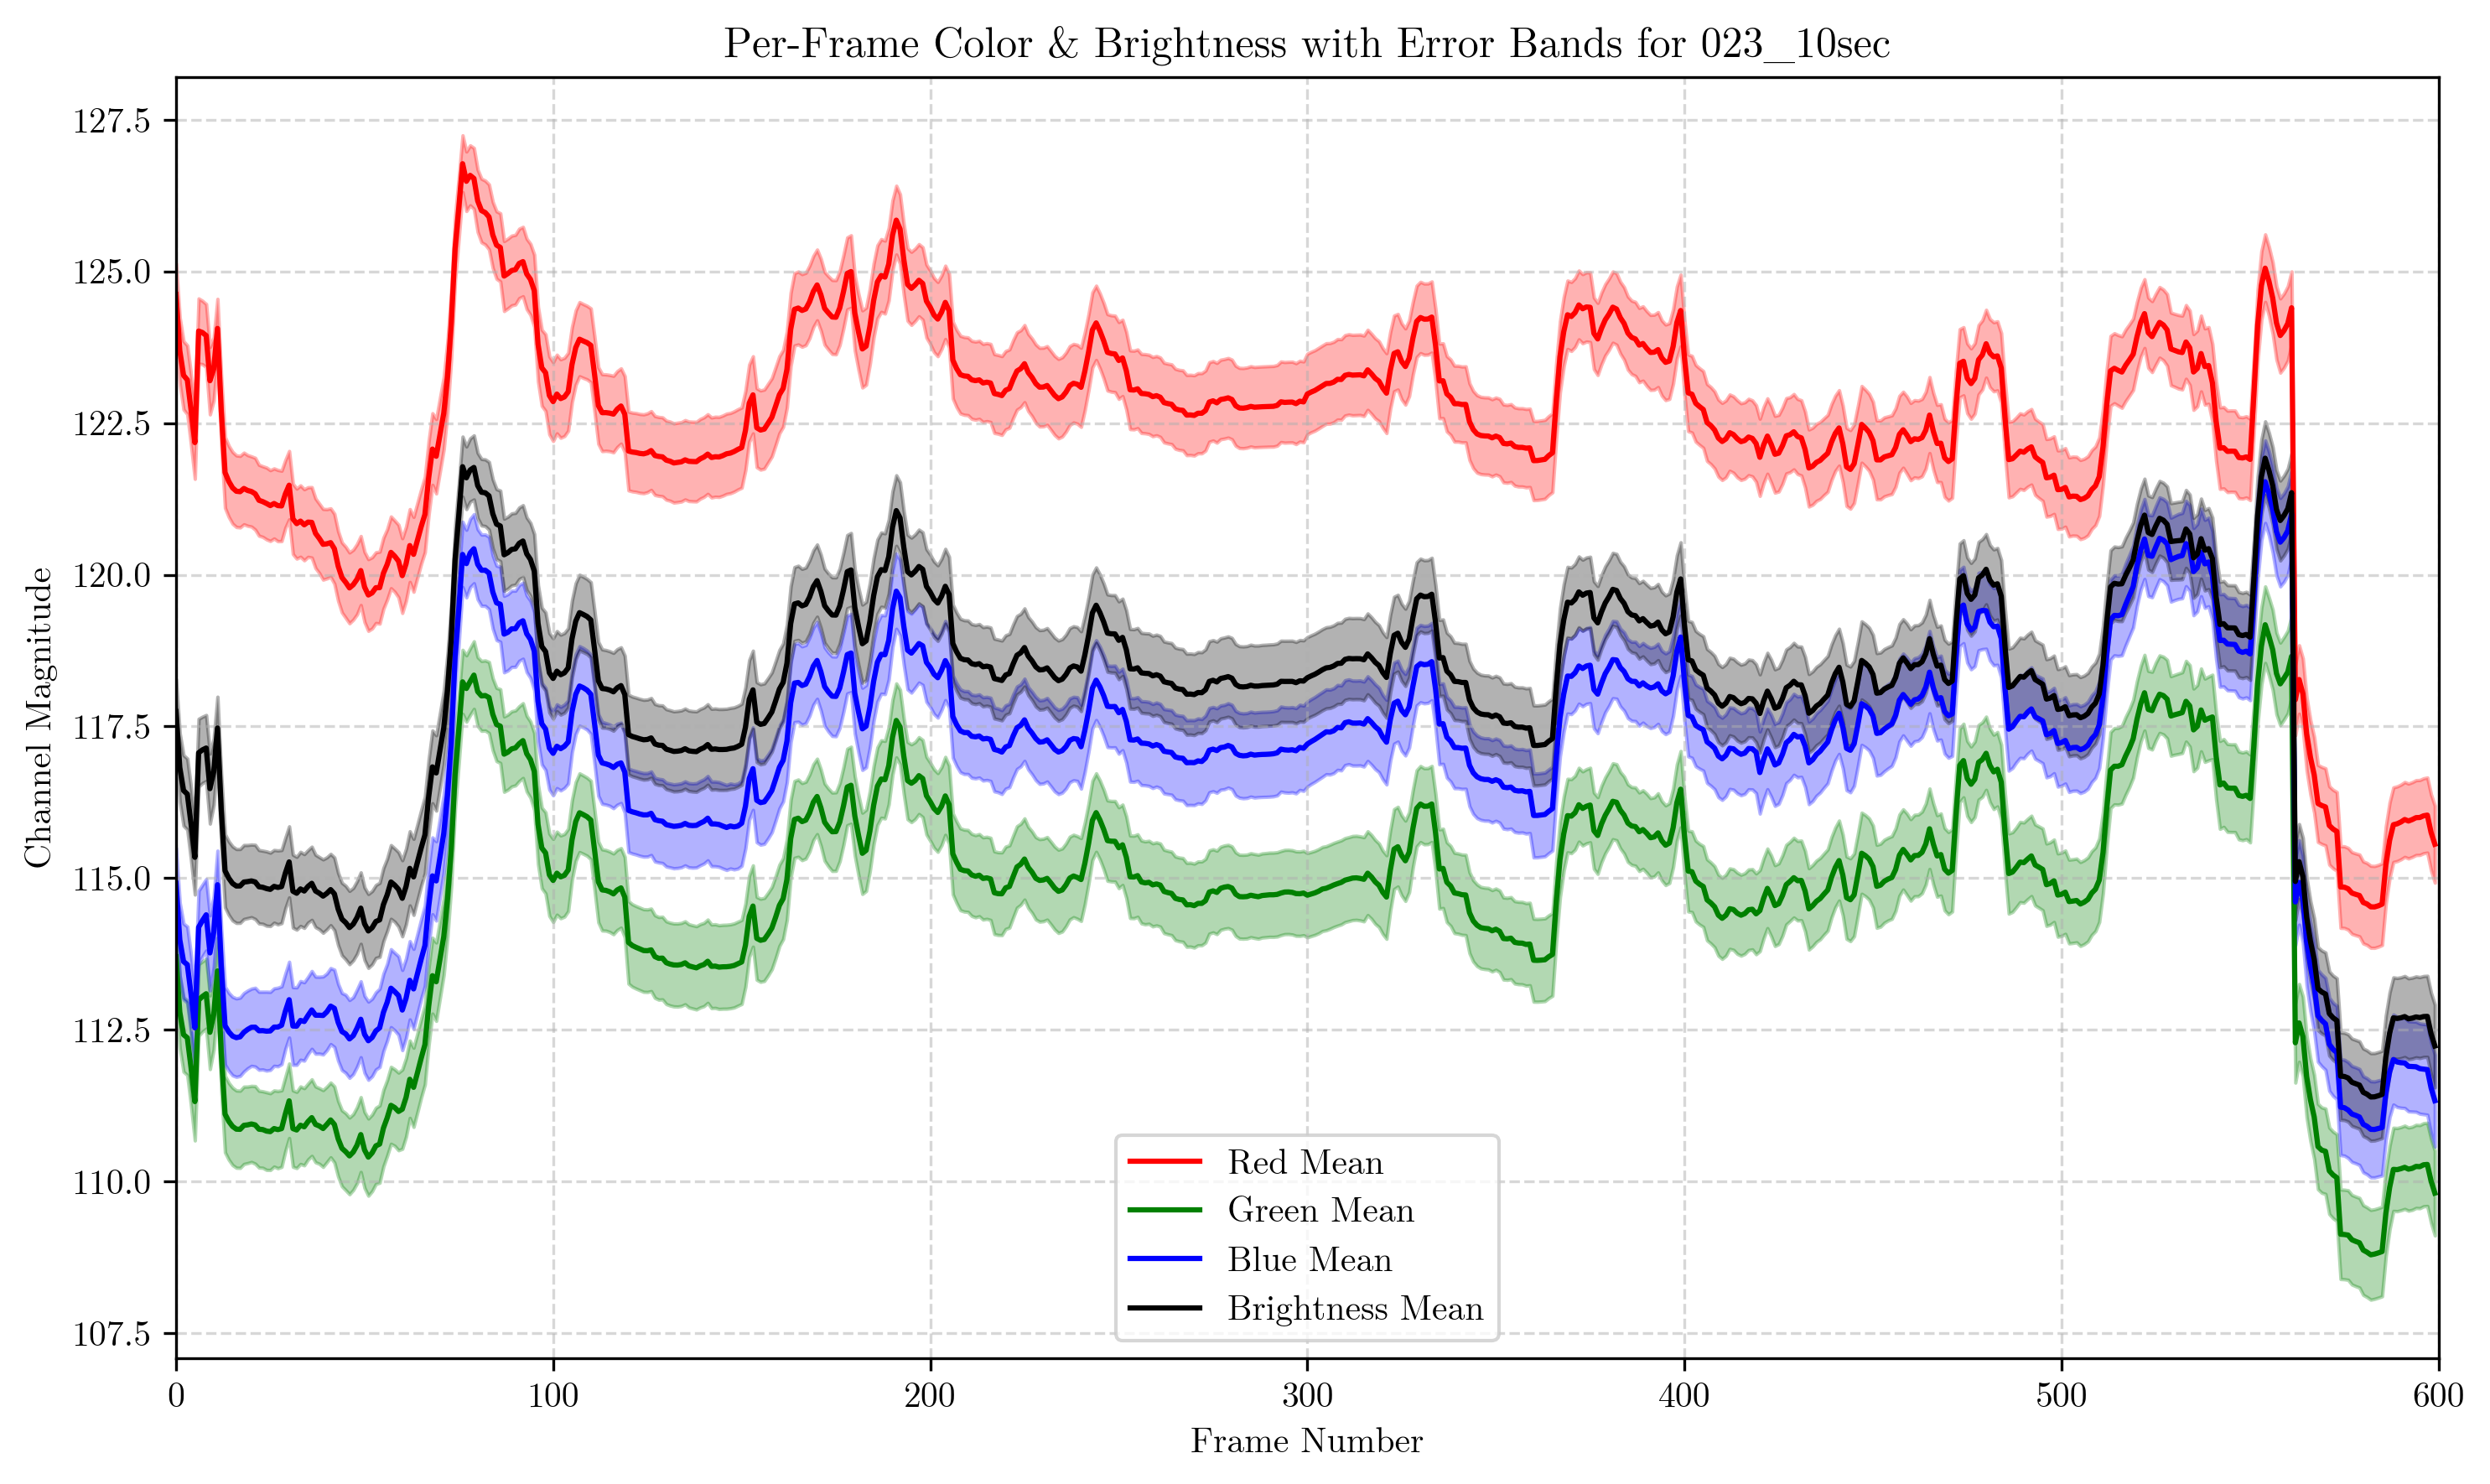 Per-Frame Color & Brightness with Error Bands for 023_10sec
Channel Magnitude
127.5
125.0
122.5
120.0
117.5
115.0
112.5
110.0
107.5
Red Mean
Green Mean
Blue Mean
Brightness Mean
0 100 200 300 400 500 600
Frame Number